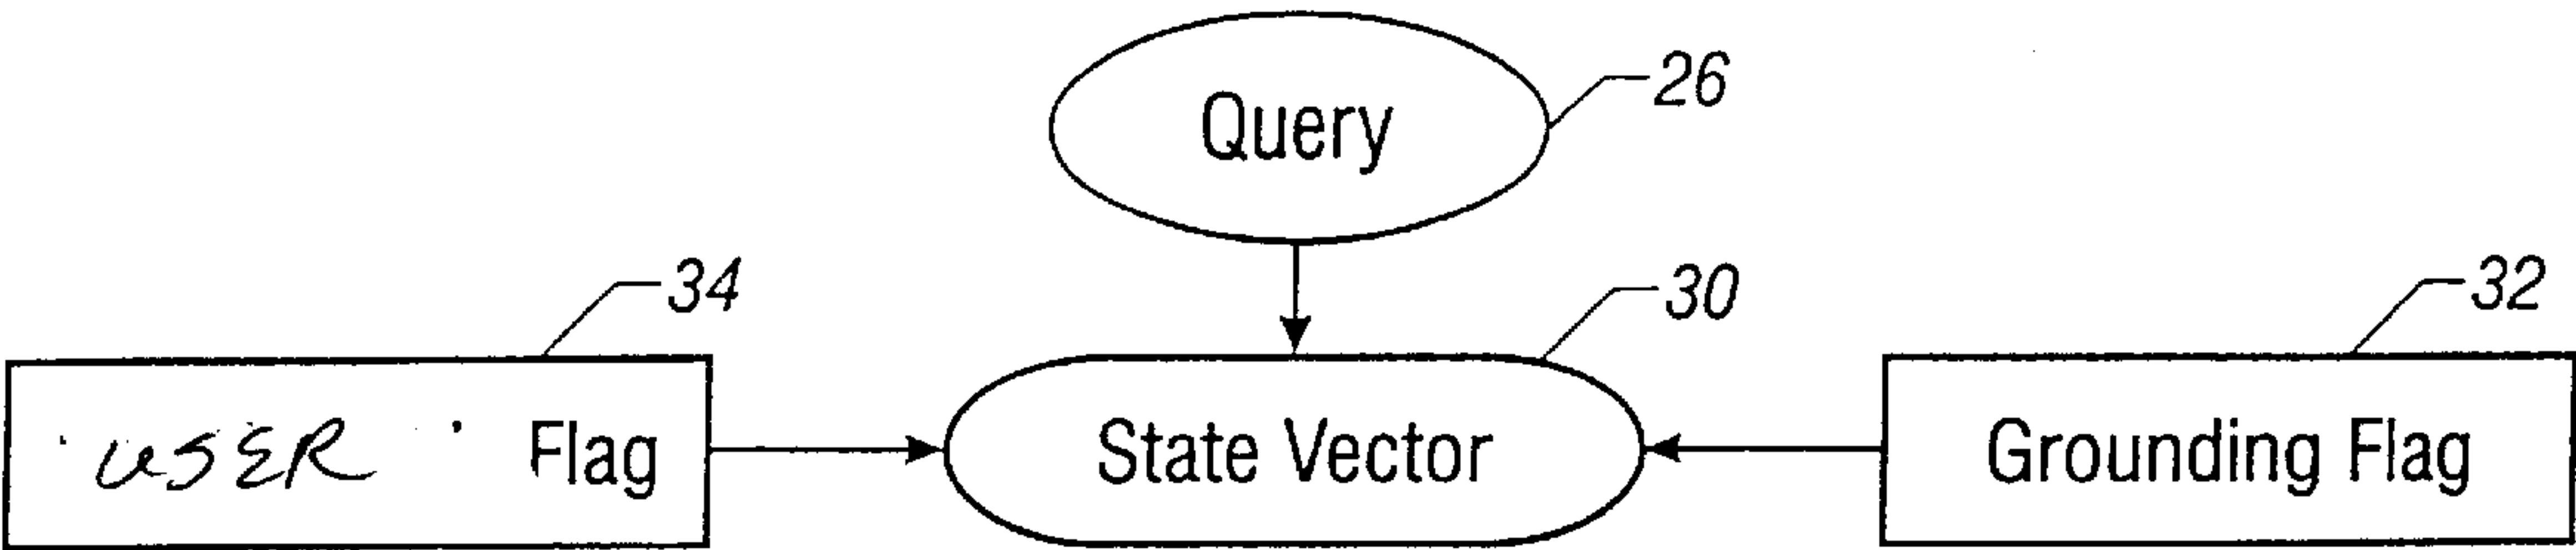 Query
26
34
30
32
USER Flag
State Vector
Grounding Flag